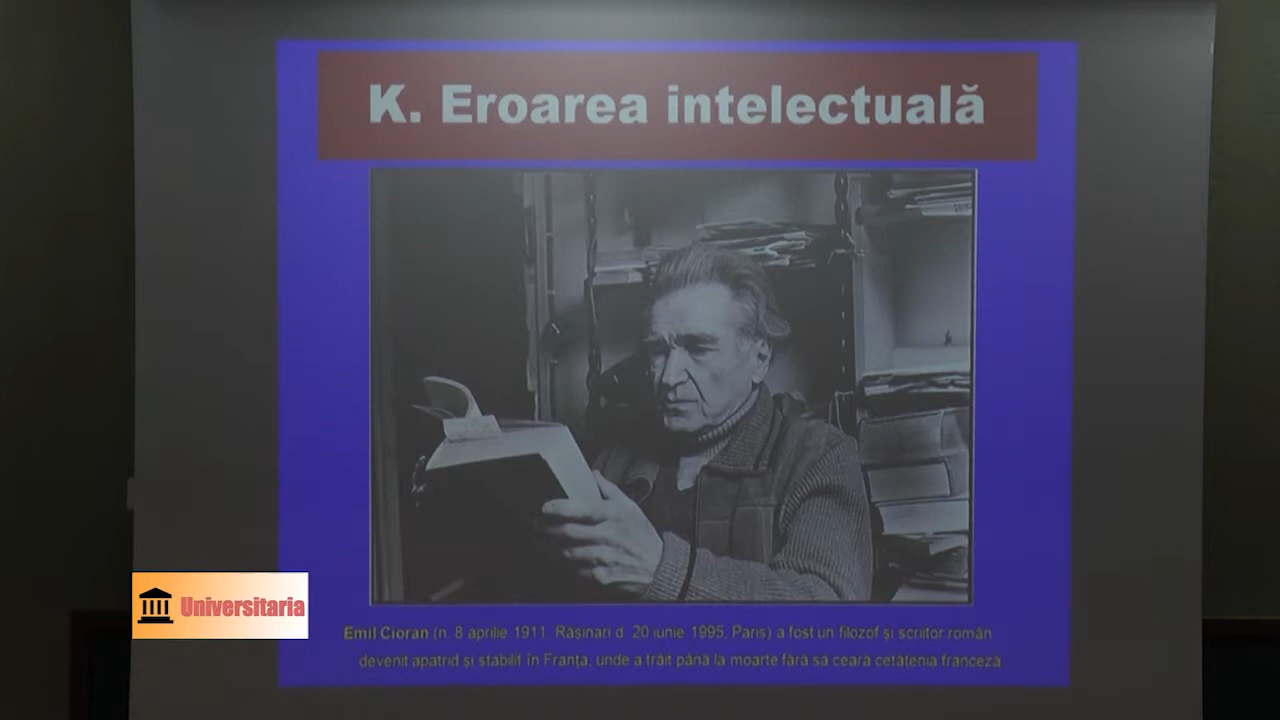 K. Eroarea intelectuală
Universitaria
Emil Cioran (n. 8 aprilie 1911, Rășinari d. 20 iunie 1995, Paris) a fost un filozof și scriitor român
devenit apatrid și stabilit în Franța, unde a trăit până la moarte fără să ceară cetățenia franceză